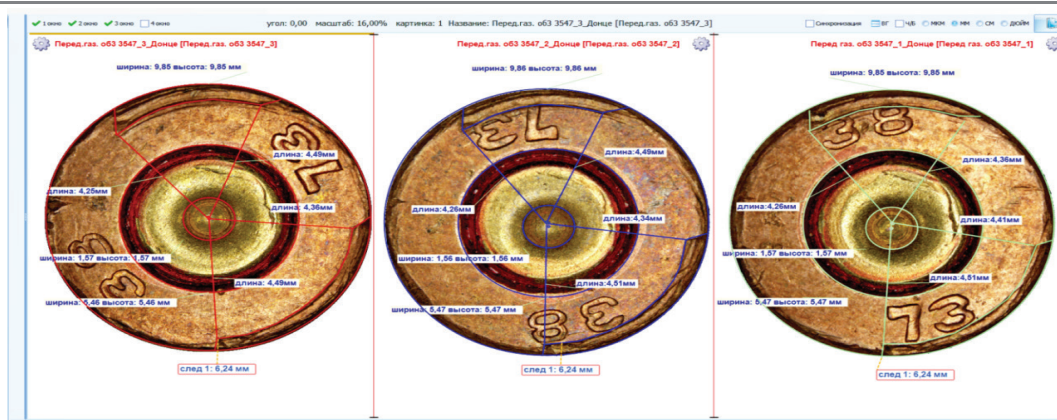 1 окно 2 окно 3 окно 4 окно угол: 0,00 масштаб: 16,00% картинка: 1 Название: Перед.газ. об3 3547_3_Донце [Перед.газ. об3 3547_3] Синхронизация ВГ Ч/Б МКМ ММ СМ ДЮЙМ
Перед.газ. об3 3547_3_Донце [Перед.газ. об3 3547_3]
ширина: 9,85 высота: 9,85 мм
длина: 4,49мм
длина: 4,25мм
длина: 4,36мм
ширина: 1,57 высота: 1,57 мм
длина: 4,49мм
ширина: 5,46 высота: 5,46 мм
след 1: 6,24 мм
38
73
Перед.газ. об3 3547_2_Донце [Перед.газ. об3 3547_2]
ширина: 9,86 высота: 9,86 мм
73
длина:4,49мм
длина:4,26мм
длина:4,34мм
ширина: 1,56 высота: 1,56 мм
длина:4,51мм
ширина: 5,47 высота: 5,47 мм
38
след 1: 6,24 мм
Перед.газ. об3 3547_1_Донце [Перед.газ. об3 3547_1]
ширина: 9,85 высота: 9,85 мм
38
длина:4,36мм
длина:4,26мм
длина:4,41мм
ширина: 1,57 высота: 1,57 мм
длина:4,51мм
ширина: 5,47 высота: 5,47 мм
73
след 1: 6,24 мм